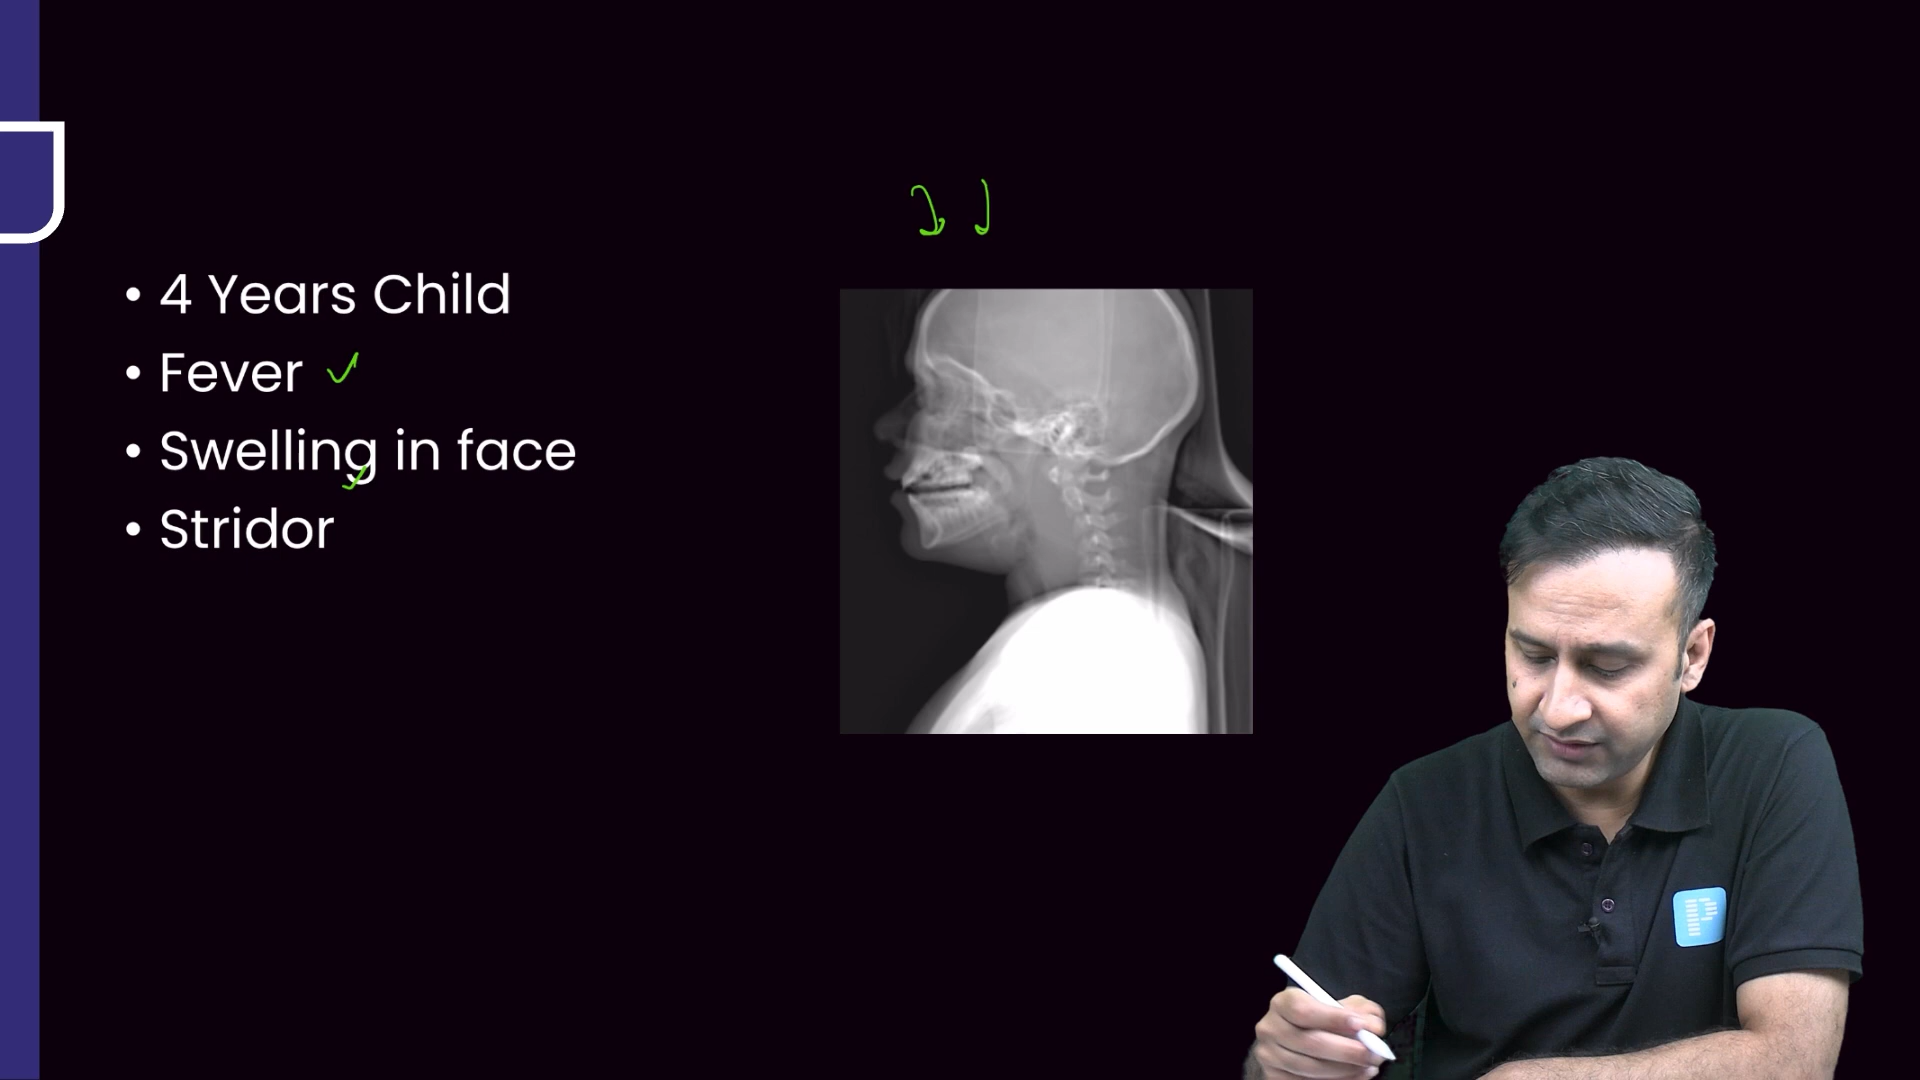 • 4 Years Child
• Fever
• Swelling in face
• Stridor